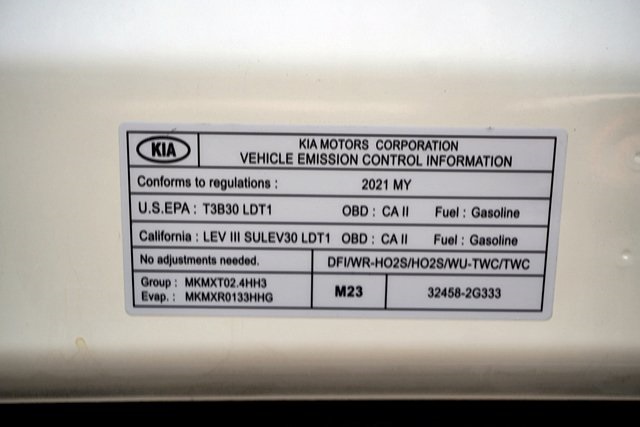 KIA
KIA MOTORS CORPORATION
VEHICLE EMISSION CONTROL INFORMATION
Conforms to regulations : 2021 MY
U.S.EPA : T3B30 LDT1 OBD : CA II Fuel : Gasoline
California : LEV III SULEV30 LDT1 OBD : CA II Fuel : Gasoline
No adjustments needed. DFI/WR-HO2S/HO2S/WU-TWC/TWC
Group : MKMXT02.4HH3
Evap. : MKMXR0133HHG
M23
32458-2G333